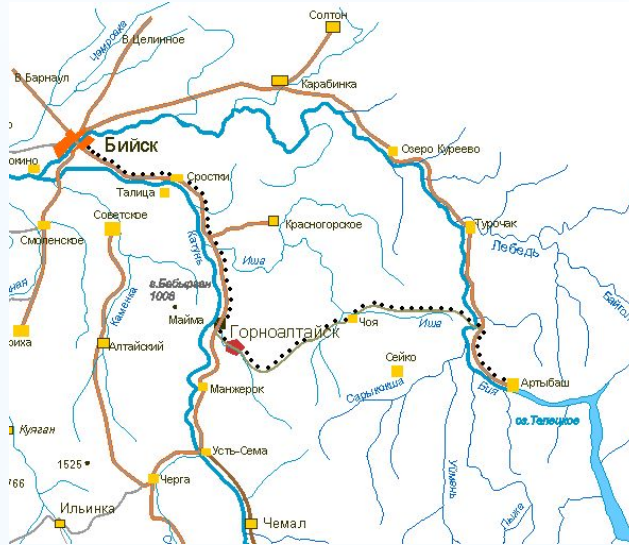 Солтон
Цемровка
В.Целинное
В Барнаул
Карабинка
Бийск
Озеро Куреево
Сростки
Талица
Советское
Красногорское
Турочак
Смоленское
Катунь
Лебедь
Иша
г.Бабырган
1008
Каменка
Байгол
Майма
Горноалтайск
Чоя
Иша
Алтайский
Сейко
Сарыкокша
Бия
Артыбаш
Манжерок
оз.Телецкое
Куяган
Усть-Сема
1525
Черга
Уймень
Пыжа
Ильинка
Чемал